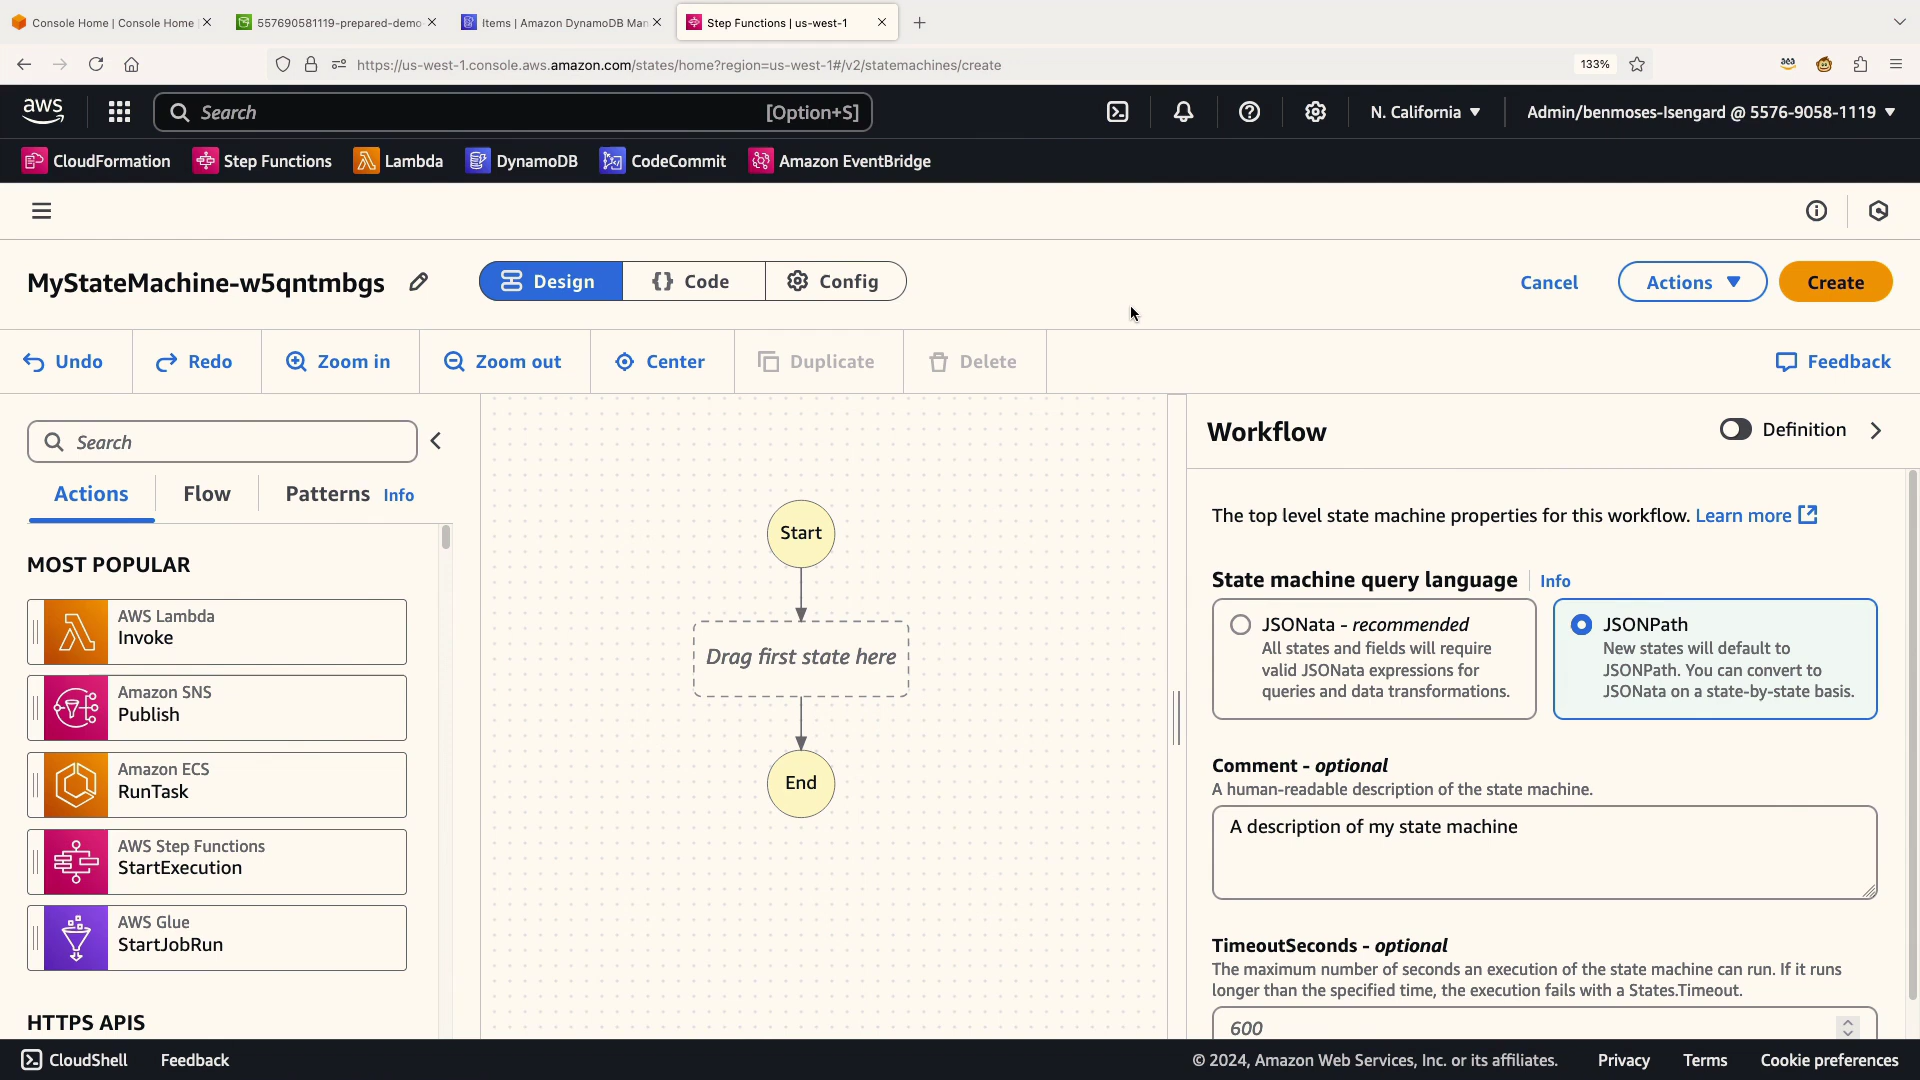 Console Home | Console Home
557690581119-prepared-demo
Items | Amazon DynamoDB Man
Step Functions | us-west-1
https://us-west-1.console.aws.amazon.com/states/home?region=us-west-1#/v2/statemachines/create
133%
aws
Search
[Option+S]
N. California
Admin/benmoses-Isengard @ 5576-9058-1119
CloudFormation
Step Functions
Lambda
DynamoDB
CodeCommit
Amazon EventBridge
MyStateMachine-w5qntmbgs
Design
{} Code
Config
Cancel
Actions
Create
Undo
Redo
Zoom in
Zoom out
Center
Duplicate
Delete
Feedback
Search
Actions
Flow
Patterns
Info
MOST POPULAR
AWS Lambda
Invoke
Amazon SNS
Publish
Amazon ECS
RunTask
AWS Step Functions
StartExecution
AWS Glue
StartJobRun
HTTPS APIS
Start
Drag first state here
End
Workflow
Definition
The top level state machine properties for this workflow. Learn more
State machine query language
Info
JSONata - recommended
All states and fields will require
valid JSONata expressions for
queries and data transformations.
JSONPath
New states will default to
JSONPath. You can convert to
JSONata on a state-by-state basis.
Comment - optional
A human-readable description of the state machine.
A description of my state machine
TimeoutSeconds - optional
The maximum number of seconds an execution of the state machine can run. If it runs
longer than the specified time, the execution fails with a States.Timeout.
600
CloudShell
Feedback
© 2024, Amazon Web Services, Inc. or its affiliates.
Privacy
Terms
Cookie preferences